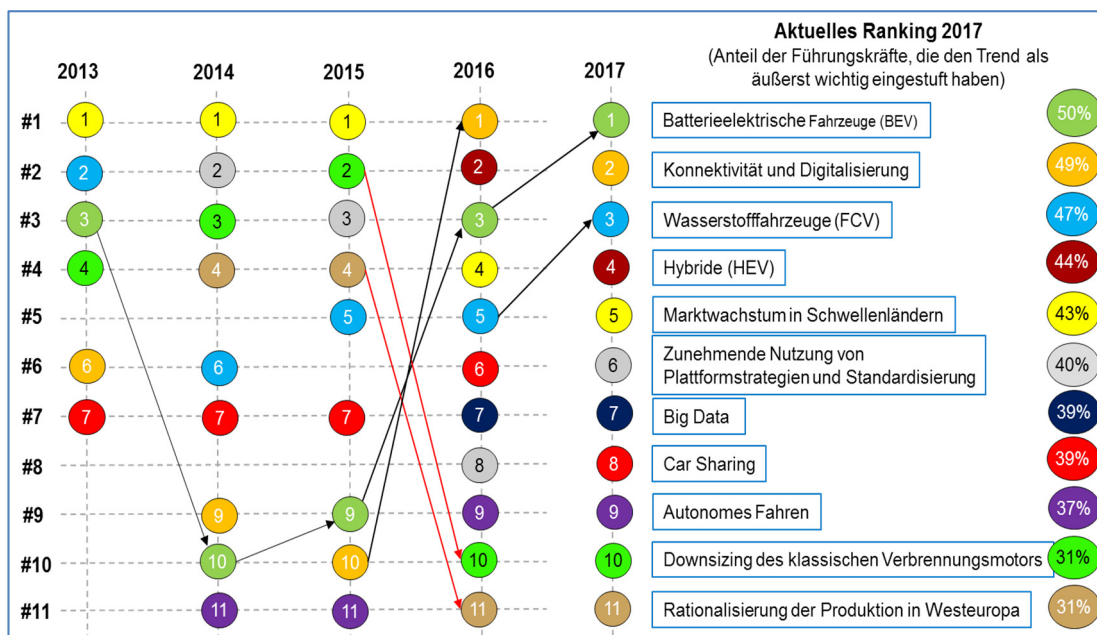 Aktuelles Ranking 2017
(Anteil der Führungskräfte, die den Trend als
äußerst wichtig eingestuft haben)
2013 2014 2015 2016 2017
#1 1 1 1 1 1 Batterieelektrische Fahrzeuge (BEV) 50%
#2 2 2 2 2 2 Konnektivität und Digitalisierung 49%
#3 3 3 3 3 3 Wasserstofffahrzeuge (FCV) 47%
#4 4 4 4 4 4 Hybride (HEV) 44%
#5 5 5 5 Marktwachstum in Schwellenländern 43%
#6 6 6 6 6 Zunehmende Nutzung von
Plattformstrategien und Standardisierung 40%
#7 7 7 7 7 7 Big Data 39%
#8 8 8 Car Sharing 39%
#9 9 9 9 9 Autonomes Fahren 37%
#10 10 10 10 10 Downsizing des klassischen Verbrennungsmotors 31%
#11 11 11 11 11 Rationalisierung der Produktion in Westeuropa 31%